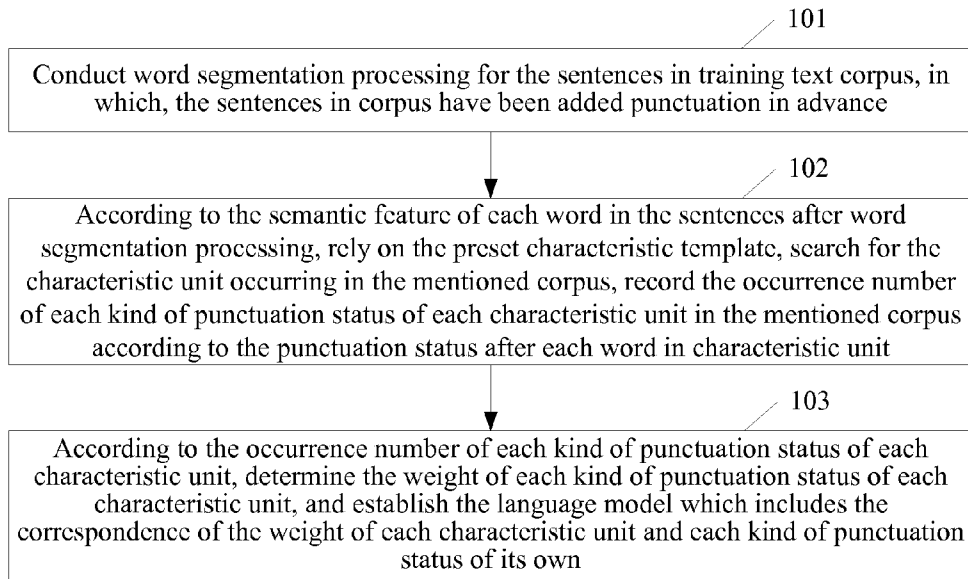 101
Conduct word segmentation processing for the sentences in training text corpus, in
which, the sentences in corpus have been added punctuation in advance
102
According to the semantic feature of each word in the sentences after word
segmentation processing, rely on the preset characteristic template, search for the
characteristic unit occurring in the mentioned corpus, record the occurrence number
of each kind of punctuation status of each characteristic unit in the mentioned corpus
according to the punctuation status after each word in characteristic unit
103
According to the occurrence number of each kind of punctuation status of each
characteristic unit, determine the weight of each kind of punctuation status of each
characteristic unit, and establish the language model which includes the
correspondence of the weight of each characteristic unit and each kind of punctuation
status of its own